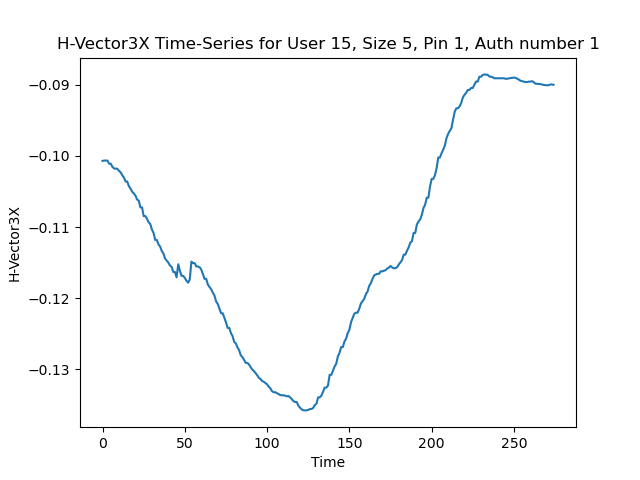 H-Vector3X Time-Series for User 15, Size 5, Pin 1, Auth number 1
H-Vector3X
−0.09
−0.10
−0.11
−0.12
−0.13
0 50 100 150 200 250
Time